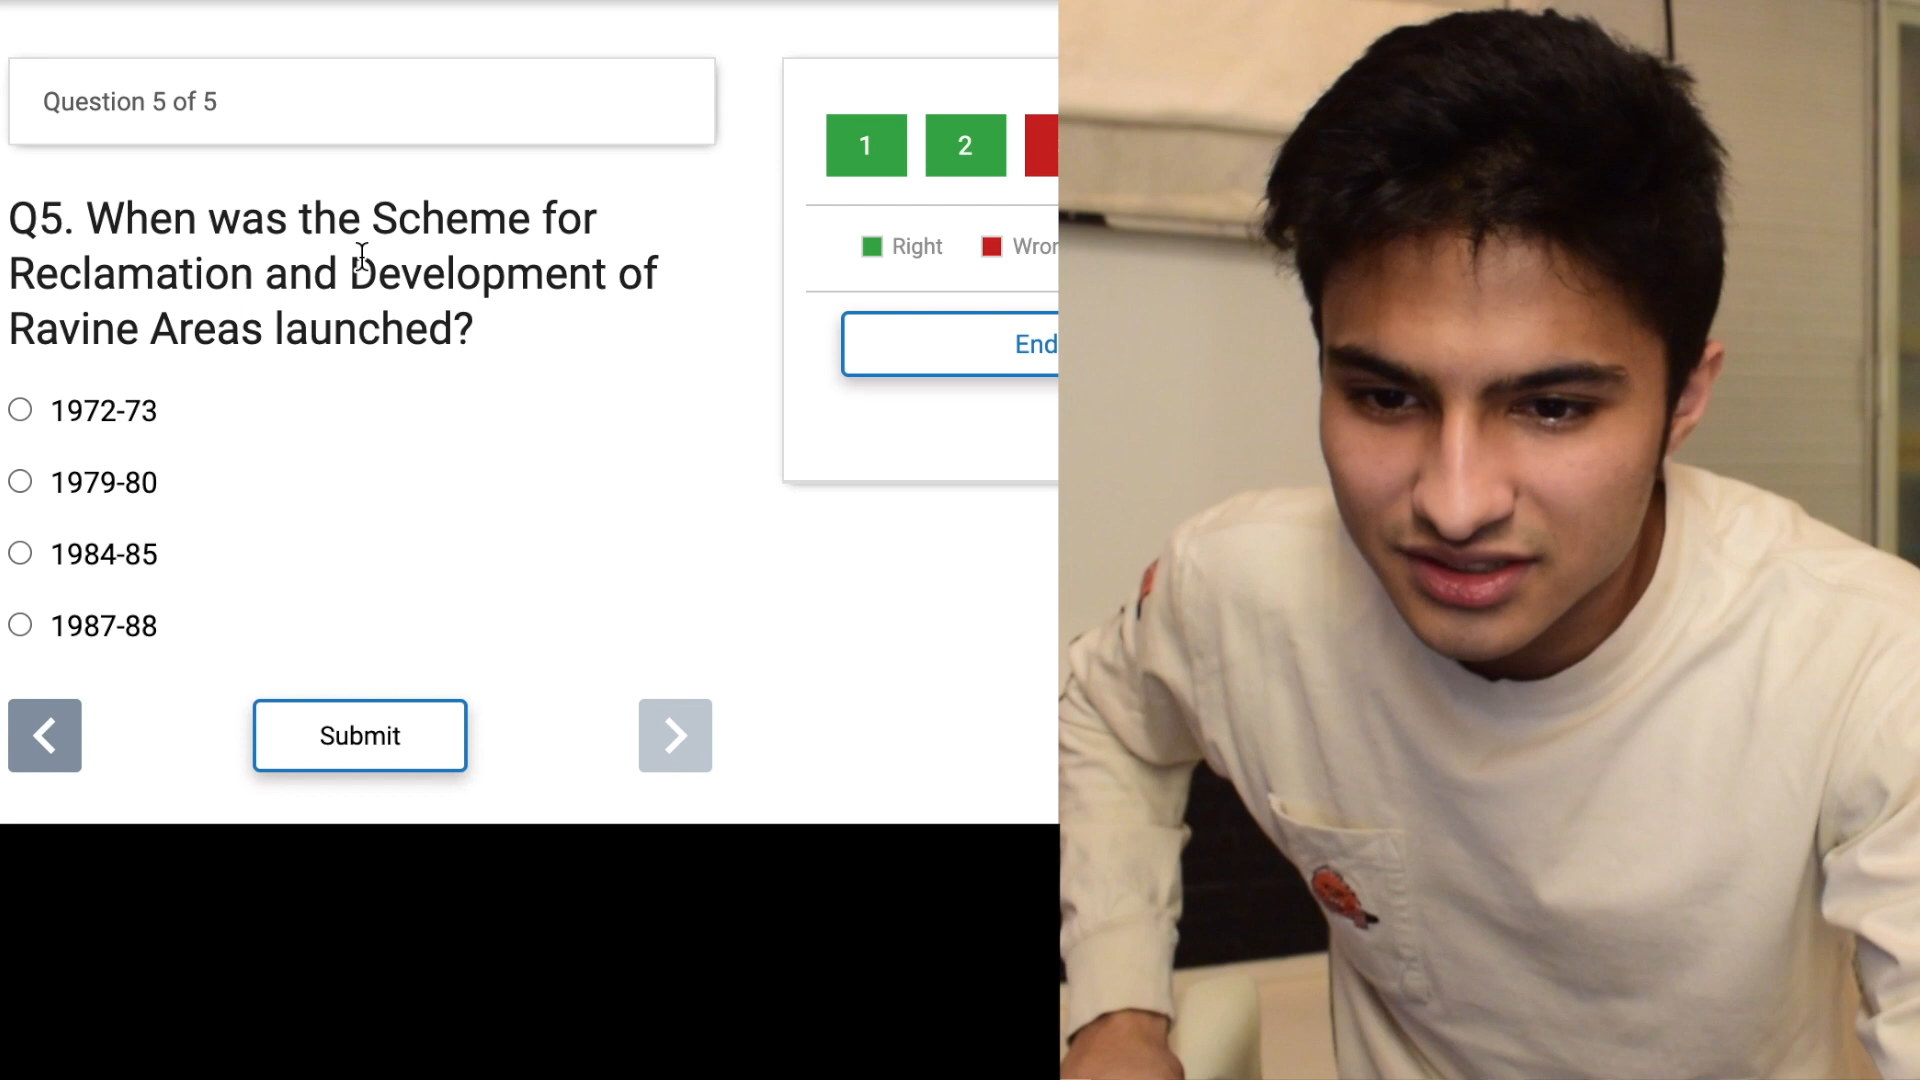 Question 5 of 5
1 2
Q5. When was the Scheme for
Reclamation and Development of
Ravine Areas launched?
Right
End
1972-73
1979-80
1984-85
1987-88
Submit